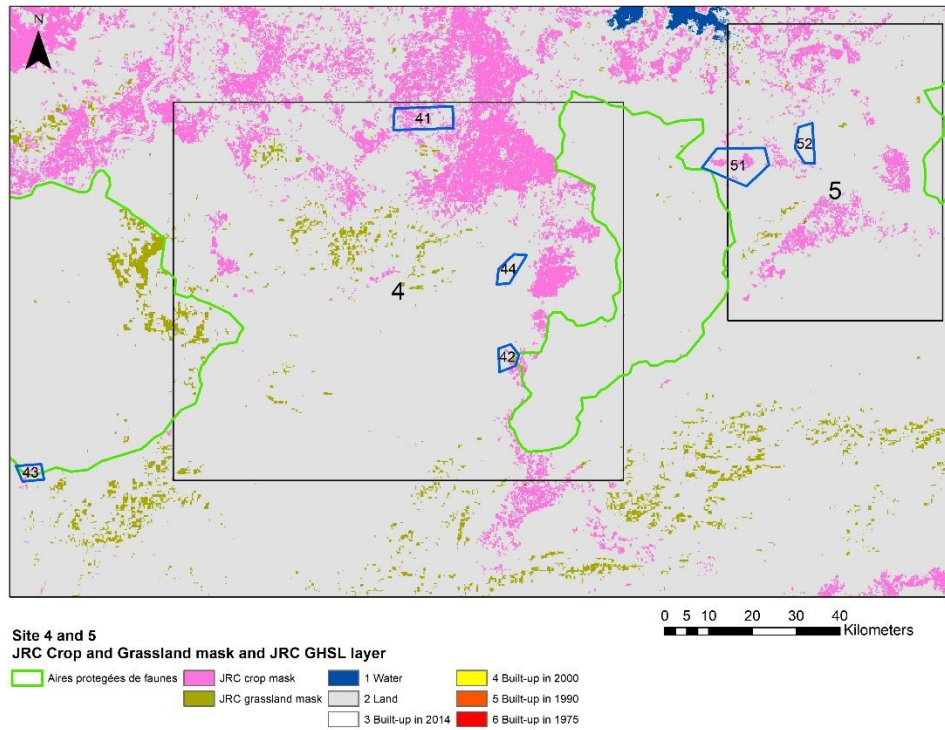 N
41
52
51
5
44
4
42
43
0 5 10 20 30 40
Kilometers
Site 4 and 5
JRC Crop and Grassland mask and JRC GHSL layer
Aires protegées de faunes
JRC crop mask
JRC grassland mask
1 Water
2 Land
3 Built-up in 2014
4 Built-up in 2000
5 Built-up in 1990
6 Built-up in 1975